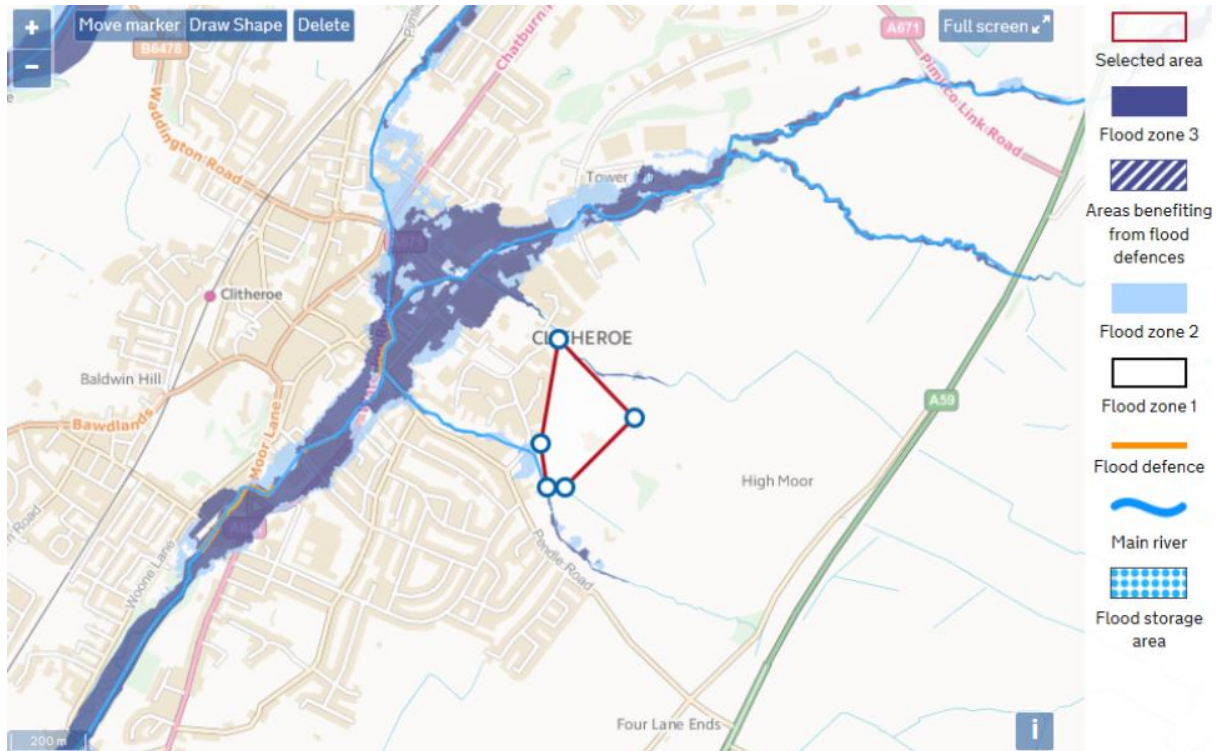 +
−
Move marker
Draw Shape
Delete
Full screen
B6478
Waddington Road
Chatburn
A671
Pimlico Link Road
Tower
Clitheroe
CLITHEROE
Baldwin Hill
Bawdlands
Moor Lane
A59
High Moor
Woone Lane
Pendle Road
Four Lane Ends
200 m
i
Selected area
Flood zone 3
Areas benefiting
from flood
defences
Flood zone 2
Flood zone 1
Flood defence
Main river
Flood storage
area